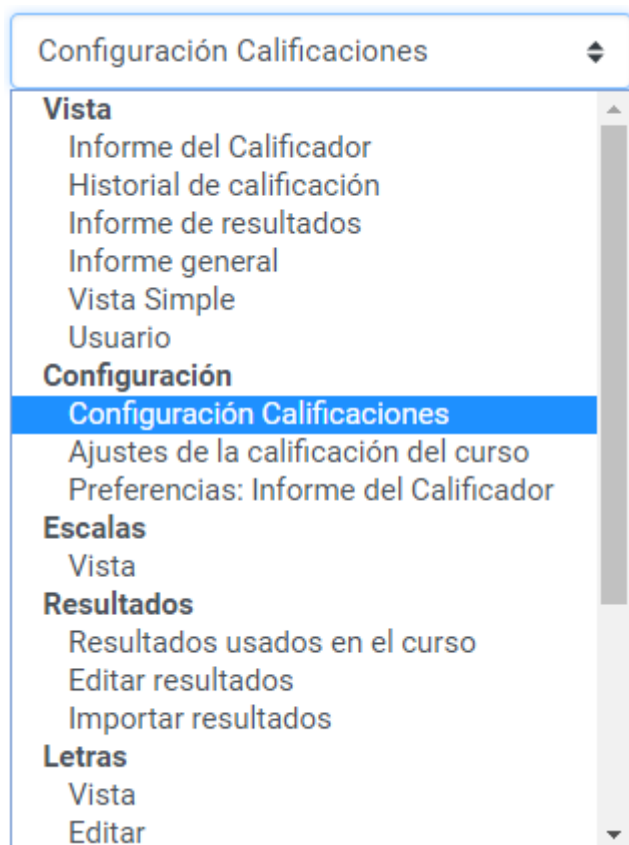 Configuración Calificaciones
Vista
Informe del Calificador
Historial de calificación
Informe de resultados
Informe general
Vista Simple
Usuario
Configuración
Configuración Calificaciones
Ajustes de la calificación del curso
Preferencias: Informe del Calificador
Escalas
Vista
Resultados
Resultados usados en el curso
Editar resultados
Importar resultados
Letras
Vista
Editar